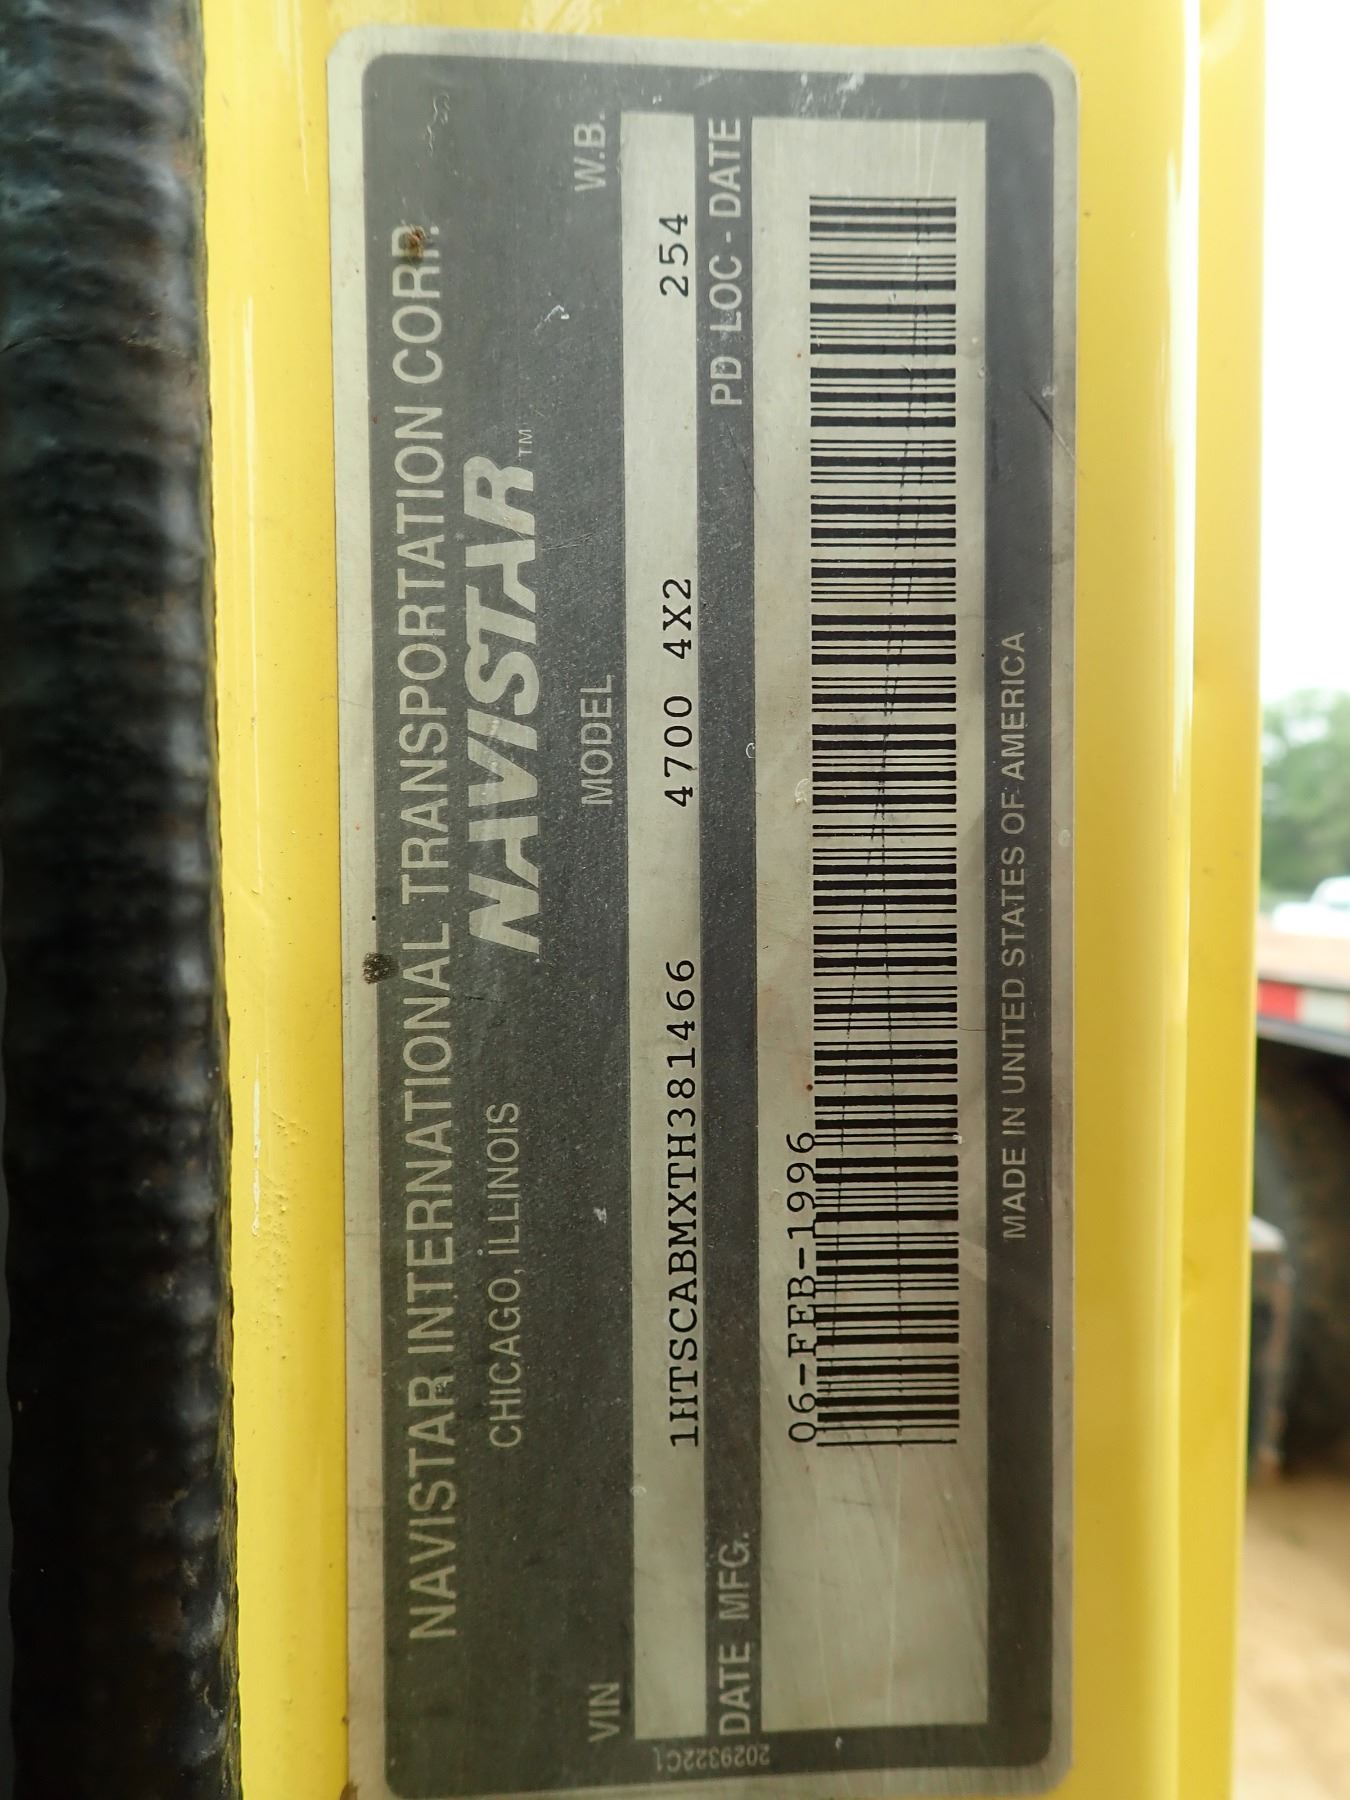 NAVISTAR INTERNATIONAL TRANSPORTATION CORP.
CHICAGO, ILLINOIS
NAVISTAR™
VIN MODEL W.B.
1HTSCABMXTH381466 4700 4X2 254
DATE MFG. PD LOC - DATE
06-FEB-1996
MADE IN UNITED STATES OF AMERICA
2029322C1